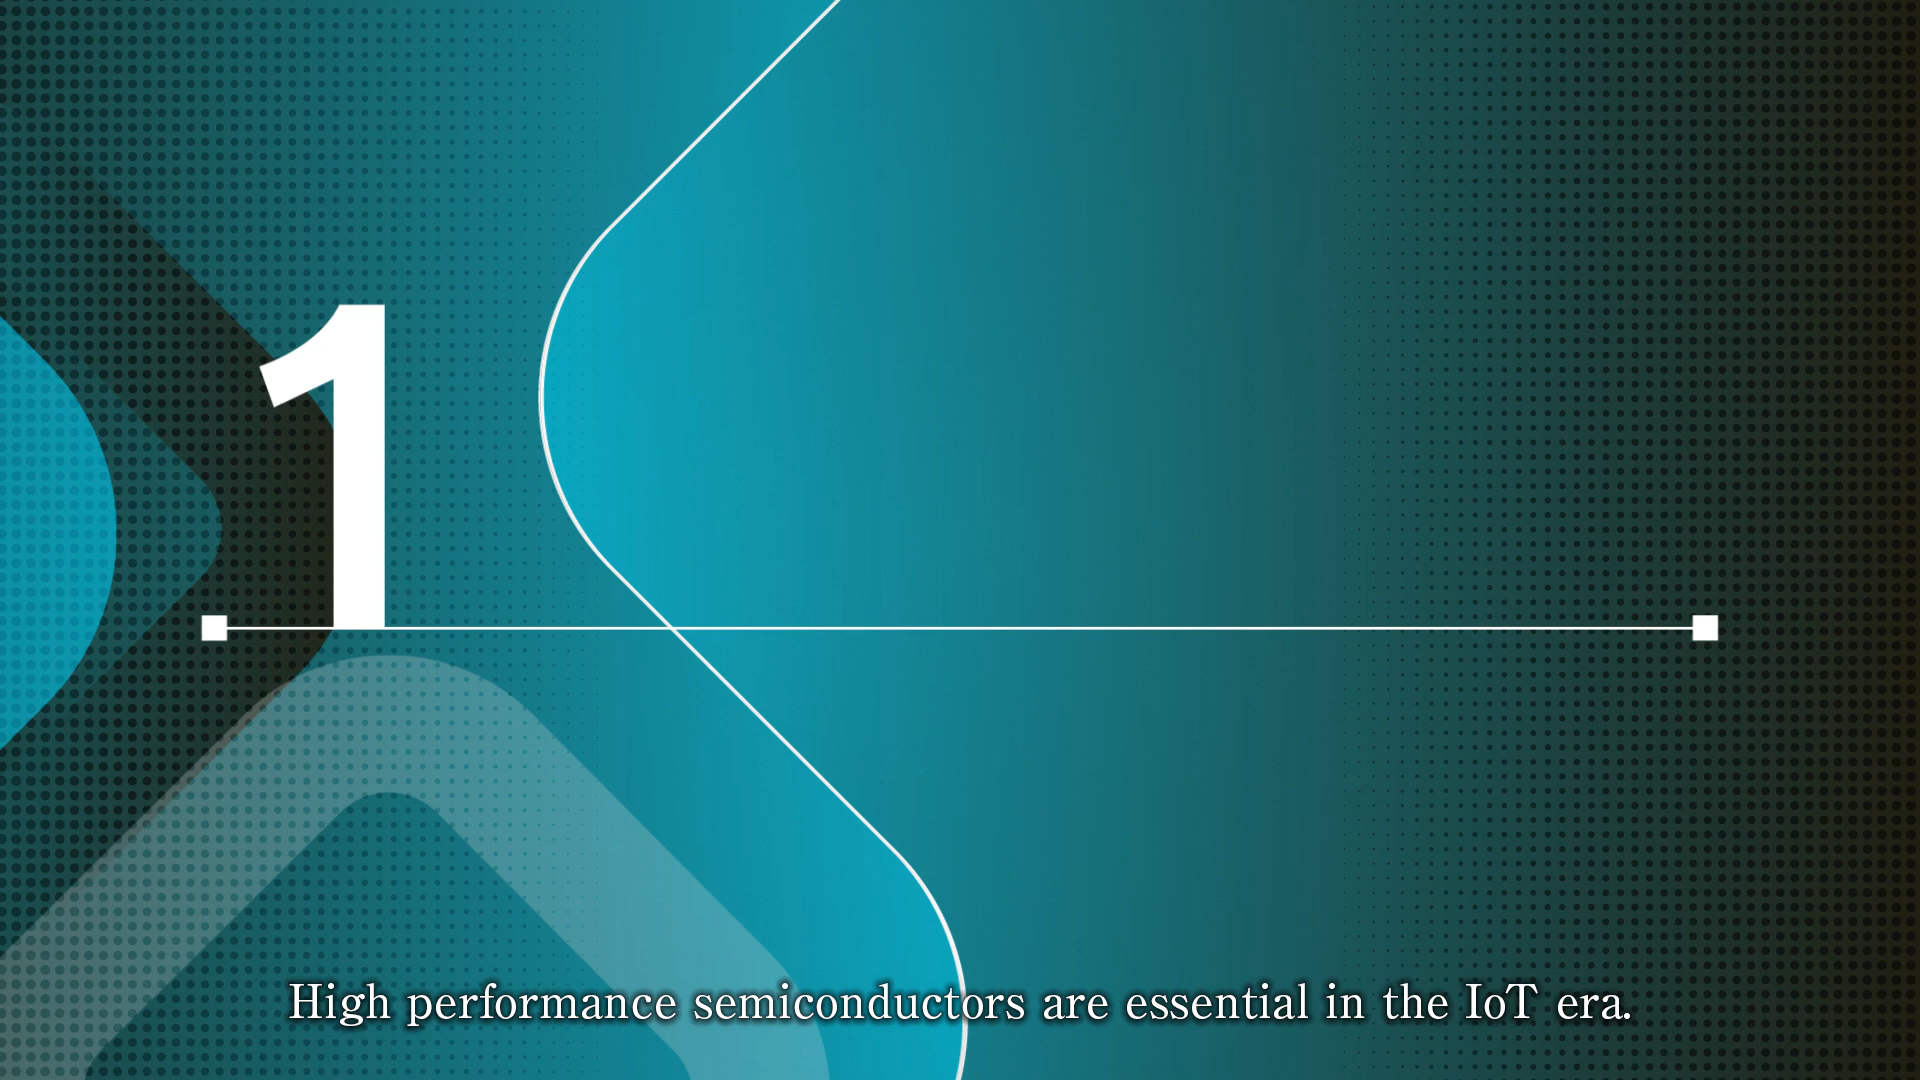 1
High performance semiconductors are essential in the IoT era.